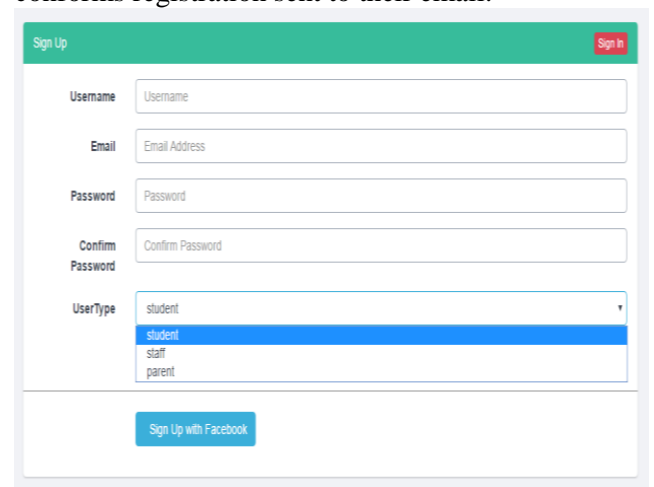 conforms registration sent to their email.
Sign Up Sign In
Username Username
Email Email Address
Password Password
Confirm
Password Confirm Password
UserType student
student
staff
parent
Sign Up with Facebook